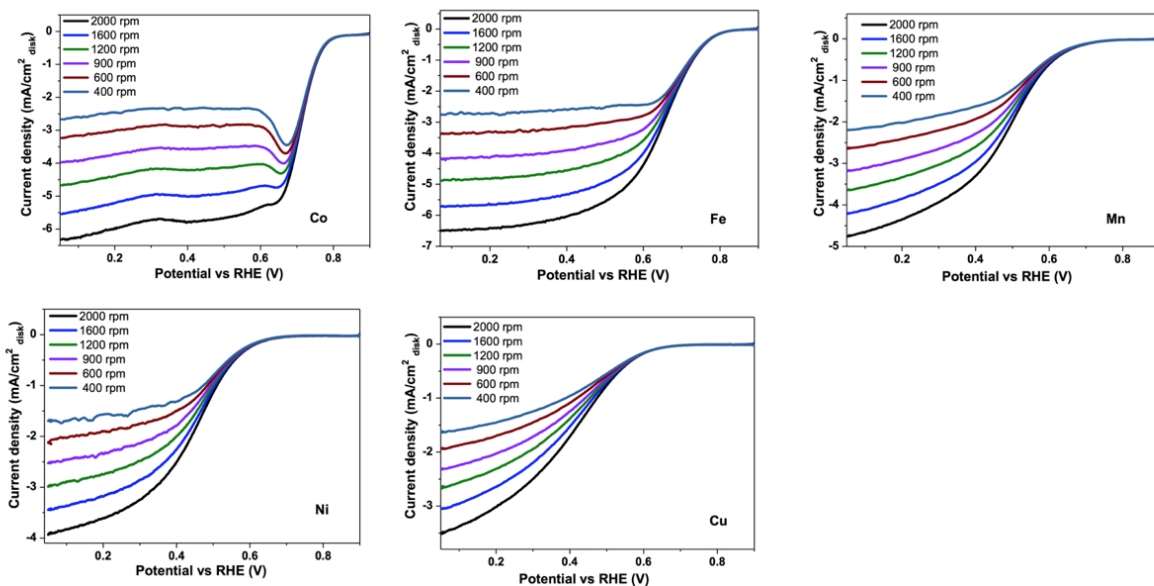 2000 rpm
1600 rpm
1200 rpm
900 rpm
600 rpm
400 rpm
0
-1
-2
-3
-4
-5
-6
0.2 0.4 0.6 0.8
Current density (mA/cm² disk)
Potential vs RHE (V)
Co
2000 rpm
1600 rpm
1200 rpm
900 rpm
600 rpm
400 rpm
0
-1
-2
-3
-4
-5
-6
-7
0.2 0.4 0.6 0.8
Current density (mA/cm² disk)
Potential vs RHE (V)
Fe
2000 rpm
1600 rpm
1200 rpm
900 rpm
600 rpm
400 rpm
0
-1
-2
-3
-4
-5
0.2 0.4 0.6 0.8
Current density (mA/cm² disk)
Potential vs RHE (V)
Mn
2000 rpm
1600 rpm
1200 rpm
900 rpm
600 rpm
400 rpm
0
-1
-2
-3
-4
0.2 0.4 0.6 0.8
Current density (mA/cm² disk)
Potential vs RHE (V)
Ni
2000 rpm
1600 rpm
1200 rpm
900 rpm
600 rpm
400 rpm
0
-1
-2
-3
0.2 0.4 0.6 0.8
Current density (mA/cm² disk)
Potential vs RHE (V)
Cu